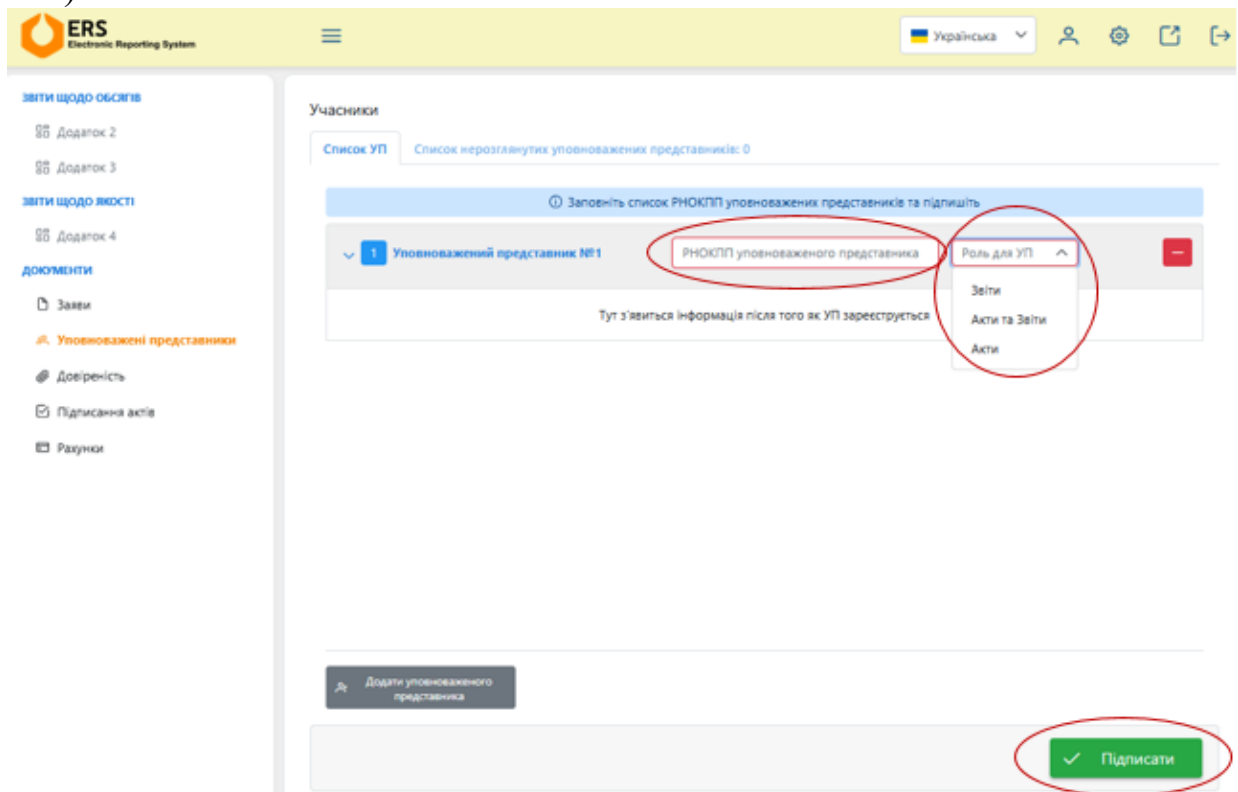 )
ERS
Electronic Reporting System
Українська
ЗВІТИ ЩОДО ОБСЯГІВ
Додаток 2
Додаток 3
ЗВІТИ ЩОДО ЯКОСТІ
Додаток 4
ДОКУМЕНТИ
Заяви
Уповноважені представники
Довіреність
Підписання актів
Рахунки
Учасники
Список УП
Список нерозглянутих уповноважених представників: 0
Заповніть список РНОКПП уповноважених представників та підпишіть
1 Уповноважений представник №1
РНОКПП уповноваженого представника
Роль для УП
Звіти
Акти та Звіти
Акти
Тут з'явиться інформація після того як УП зареєструється
Додати уповноваженого
представника
Підписати